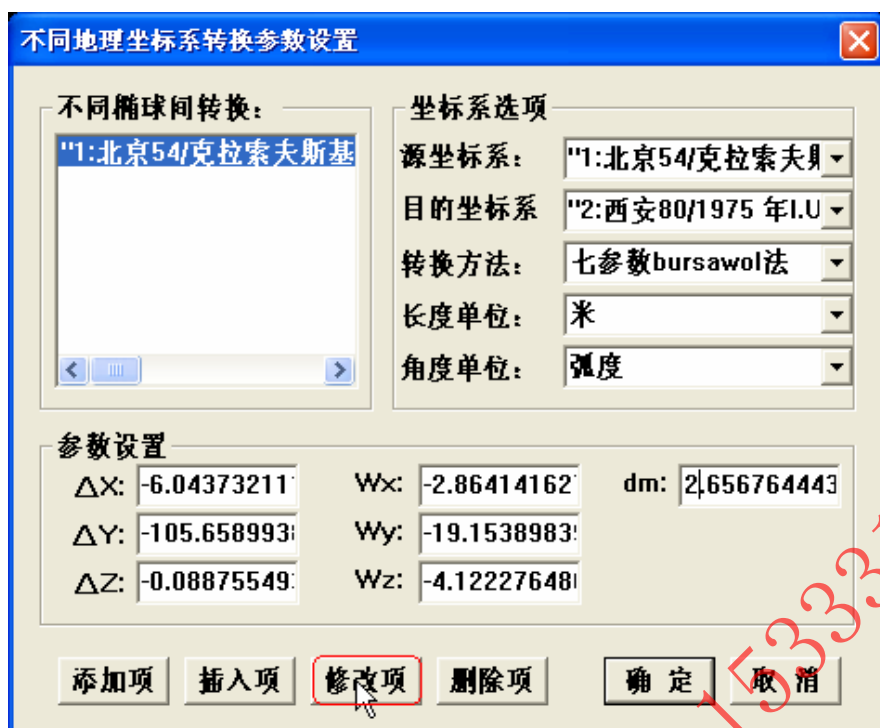 不同地理坐标系转换参数设置
不同椭球间转换：
"1:北京54/克拉索夫斯基
坐标系选项
源坐标系： "1:北京54/克拉索夫
目的坐标系 "2:西安80/1975 年I.U
转换方法： 七参数bursawol法
长度单位： 米
角度单位： 弧度
参数设置
ΔX: -6.04373211 Wx: -2.86414162 dm: 2.656764443
ΔY: -105.658993 Wy: -19.1538983
ΔZ: -0.08875549 Wz: -4.1222764
添加项 插入项 修改项 删除项 确 定 取 消
15333